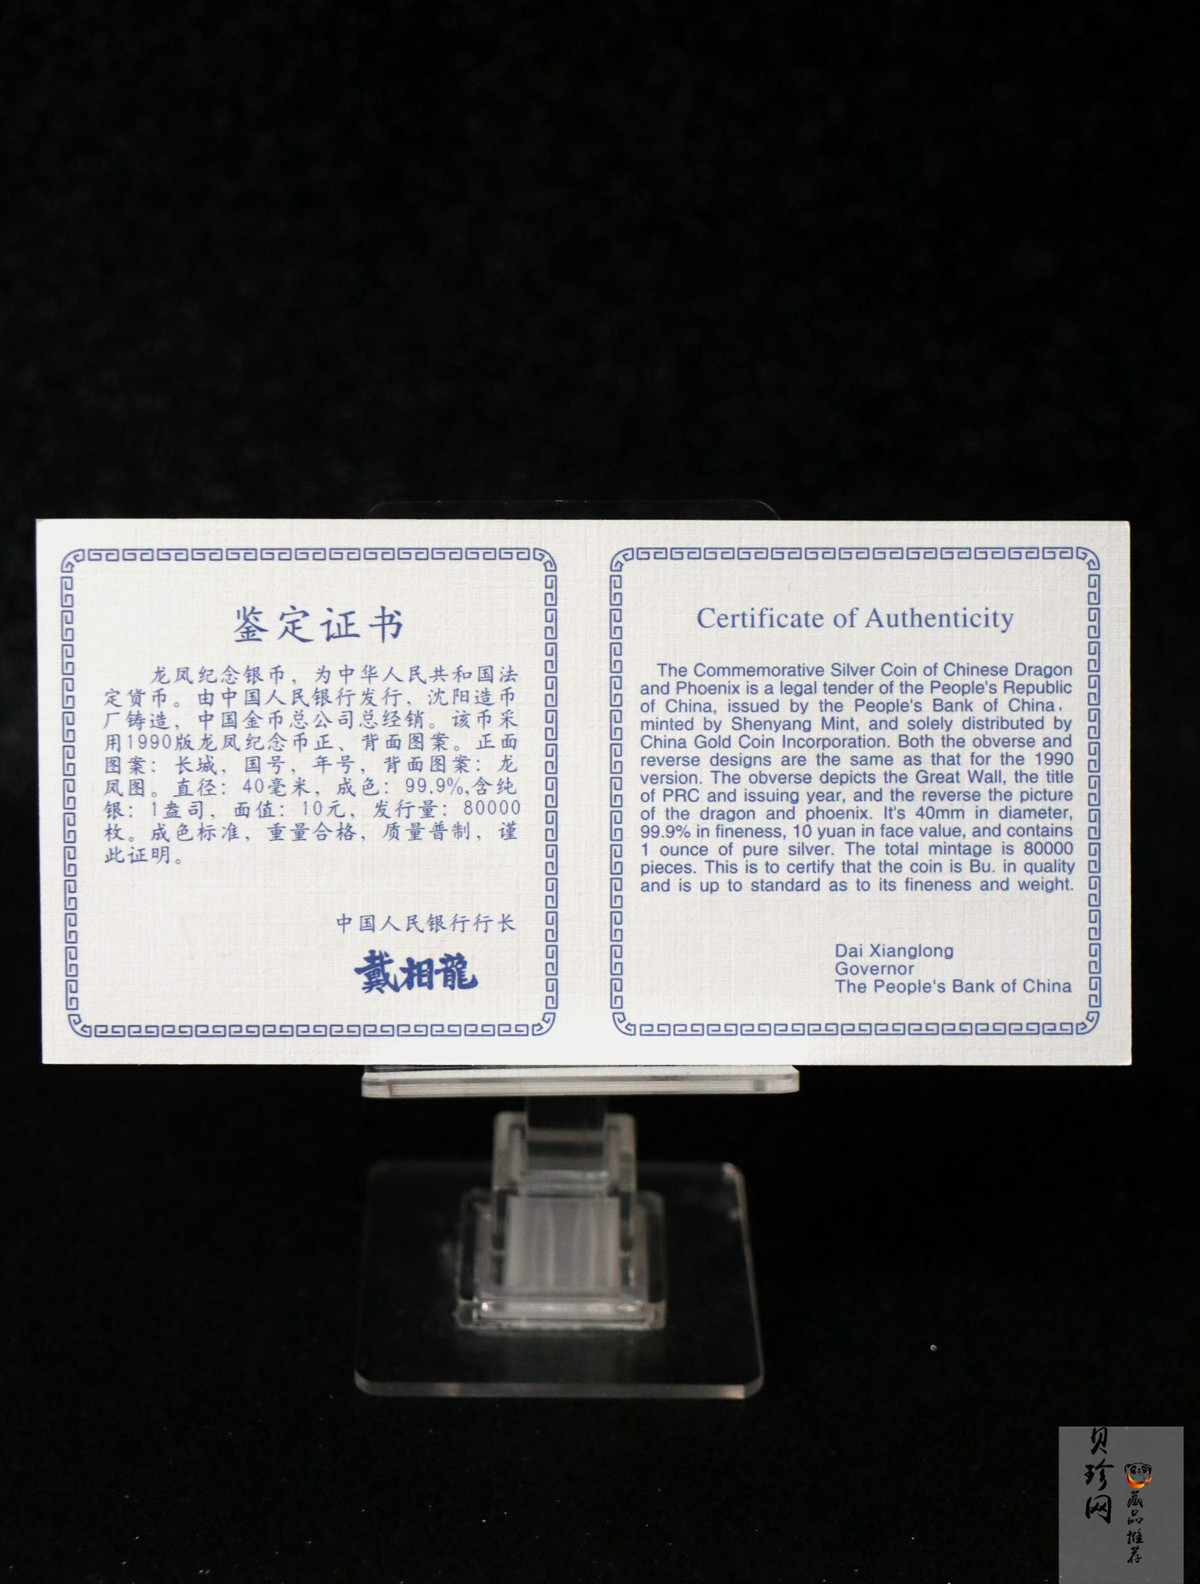 鉴定证书
龙凤纪念银币，为中华人民共和国法
定货币。由中国人民银行发行，沈阳造币
厂铸造，中国金币总公司总经销。该币采
用1990版龙凤纪念币正、背面图案。正面
图案：长城，国号，年号，背面图案：龙
凤图。直径：40毫米，成色：99.9%,含纯
银：1盎司，面值：10元，发行量：80000
枚。成色标准，重量合格，质量普制，谨
此证明。
中国人民银行行长
戴相龍
Certificate of Authenticity
The Commemorative Silver Coin of Chinese Dragon
and Phoenix is a legal tender of the People's Republic
of China, issued by the People's Bank of China,
minted by Shenyang Mint, and solely distributed by
China Gold Coin Incorporation. Both the obverse and
reverse designs are the same as that for the 1990
version. The obverse depicts the Great Wall, the title
of PRC and issuing year, and the reverse the picture
of the dragon and phoenix. It's 40mm in diameter,
99.9% in fineness, 10 yuan in face value, and contains
1 ounce of pure silver. The total mintage is 80000
pieces. This is to certify that the coin is Bu. in quality
and is up to standard as to its fineness and weight.
Dai Xianglong
Governor
The People's Bank of China
贝珍网
藏品推荐